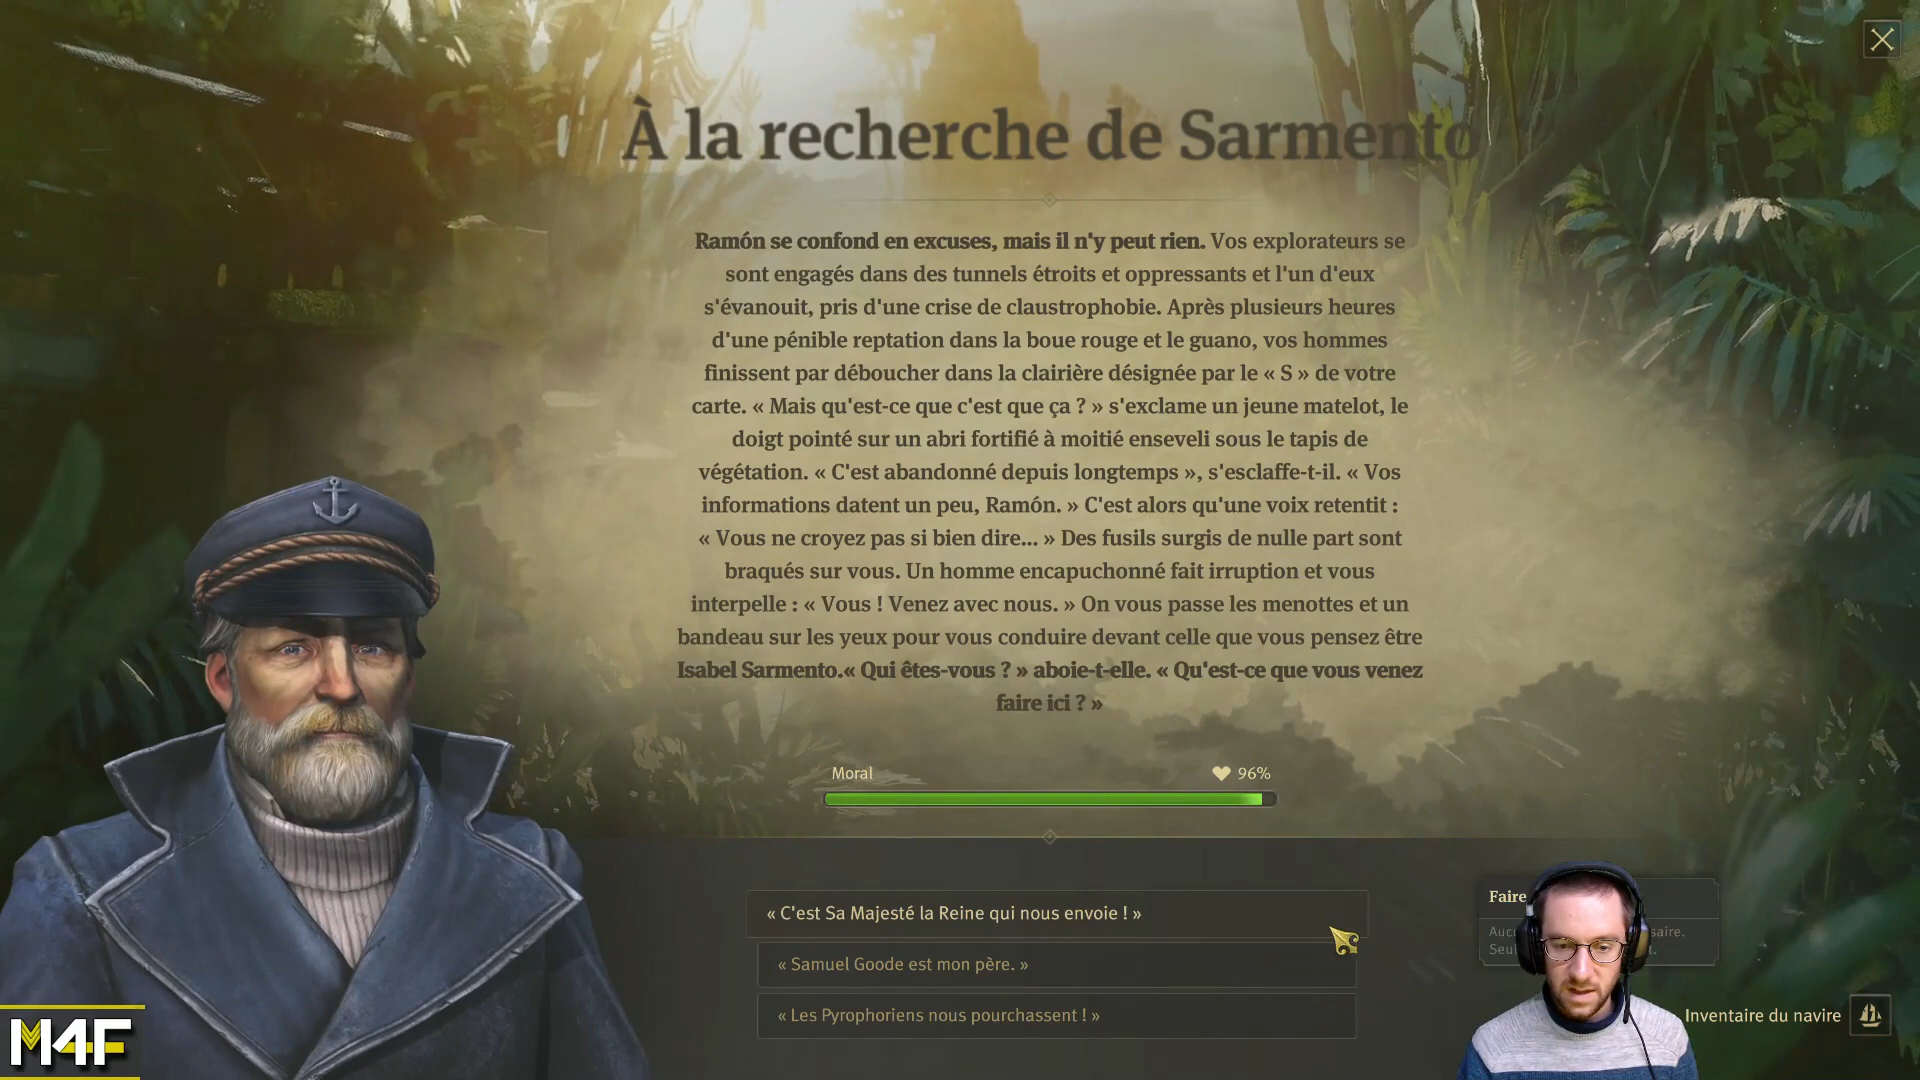 À la recherche de Sarmento
Ramón se confond en excuses, mais il n'y peut rien. Vos explorateurs se
sont engagés dans des tunnels étroits et oppressants et l'un d'eux
s'évanouit, pris d'une crise de claustrophobie. Après plusieurs heures
d'une pénible reptation dans la boue rouge et le guano, vos hommes
finissent par déboucher dans la clairière désignée par le « S » de votre
carte. « Mais qu'est-ce que c'est que ça ? » s'exclame un jeune matelot, le
doigt pointé sur un abri fortifié à moitié enseveli sous le tapis de
végétation. « C'est abandonné depuis longtemps », s'esclaffe-t-il. « Vos
informations datent un peu, Ramón. » C'est alors qu'une voix retentit :
« Vous ne croyez pas si bien dire... » Des fusils surgis de nulle part sont
braqués sur vous. Un homme encapuchonné fait irruption et vous
interpelle : « Vous ! Venez avec nous. » On vous passe les menottes et un
bandeau sur les yeux pour vous conduire devant celle que vous pensez être
Isabel Sarmento.« Qui êtes-vous ? » aboie-t-elle. « Qu'est-ce que vous venez
faire ici ? »
Moral 96%
« C'est Sa Majesté la Reine qui nous envoie ! »
« Samuel Goode est mon père. »
« Les Pyrophoriens nous pourchassent ! »
Faire
Inventaire du navire
M4F